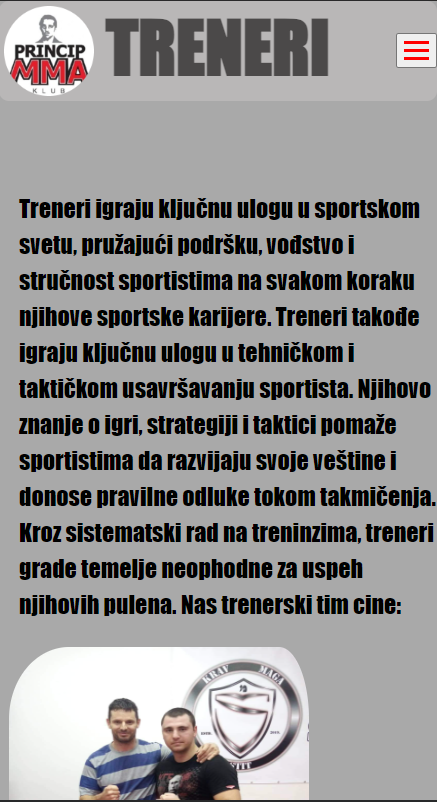 PRINCIP
MMA
KLUB
TRENERI
Treneri igraju ključnu ulogu u sportskom
svetu, pružajući podršku, vođstvo i
stručnost sportistima na svakom koraku
njihove sportske karijere. Treneri takođe
igraju ključnu ulogu u tehničkom i
taktičkom usavršavanju sportista. Njihovo
znanje o igri, strategiji i taktici pomaže
sportistima da razvijaju svoje veštine i
donose pravilne odluke tokom takmičenja.
Kroz sistematski rad na treninzima, treneri
grade temelje neophodne za uspeh
njihovih pulena. Nas trenerski tim cine:
KRAV MAGA